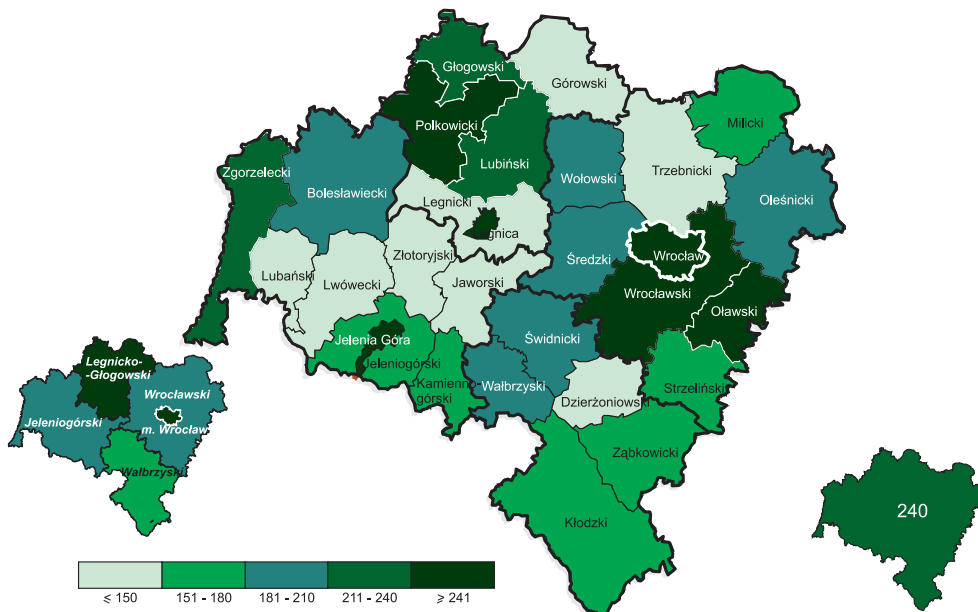 Głogowski
Górowski
Milicki
Polkowicki
Lubiński
Trzebnicki
Zgorzelecki
Bolesławiecki
Wołowski
Oleśnicki
Legnicki
Legnica
Złotoryjski
Lubański
Średzki
Wrocław
Lwówecki
Jaworski
Wrocławski
Oławski
Jelenia Góra
Świdnicki
Jeleniogórski
Kamienno-
górski
Wałbrzyski
Strzeliński
Dzierżoniowski
Ząbkowicki
Kłodzki
Legnicko-
-Głogowski
Wrocławski
Jeleniogórski
m. Wrocław
Wałbrzyski
240
⩽ 150 151 - 180 181 - 210 211 - 240 ⩾ 241